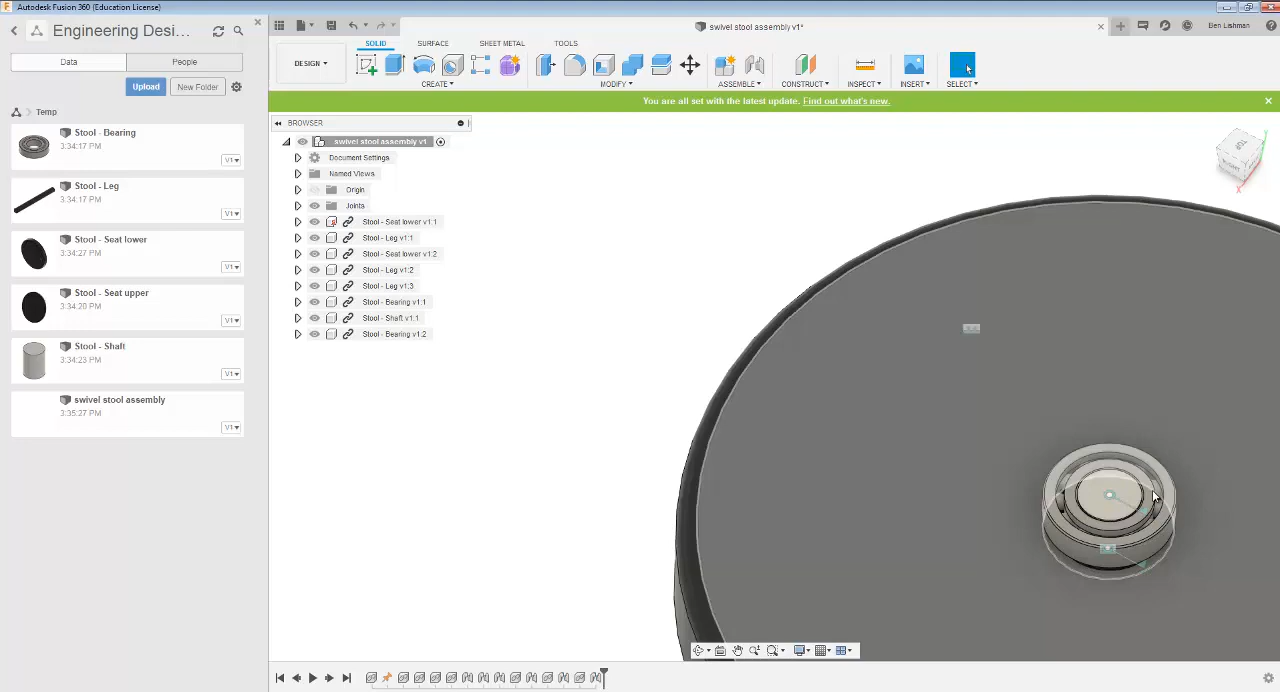 Autodesk Fusion 360 (Education License)
Engineering Desi...
swivel stool assembly v1*
Ben Lishman
Data
People
SOLID
SURFACE
SHEET METAL
TOOLS
DESIGN
CREATE
MODIFY
ASSEMBLE
CONSTRUCT
INSPECT
INSERT
SELECT
Upload
New Folder
You are all set with the latest update. Find out what's new.
Temp
BROWSER
Stool - Bearing
3:34:17 PM
V1
Stool - Leg
3:34:17 PM
V1
Stool - Seat lower
3:34:27 PM
V1
Stool - Seat upper
3:34:20 PM
V1
Stool - Shaft
3:34:23 PM
V1
swivel stool assembly
3:35:27 PM
V1
swivel stool assembly v1
Document Settings
Named Views
Origin
Joints
Stool - Seat lower v1:1
Stool - Leg v1:1
Stool - Seat lower v1:2
Stool - Leg v1:2
Stool - Leg v1:3
Stool - Bearing v1:1
Stool - Shaft v1:1
Stool - Bearing v1:2
TOP